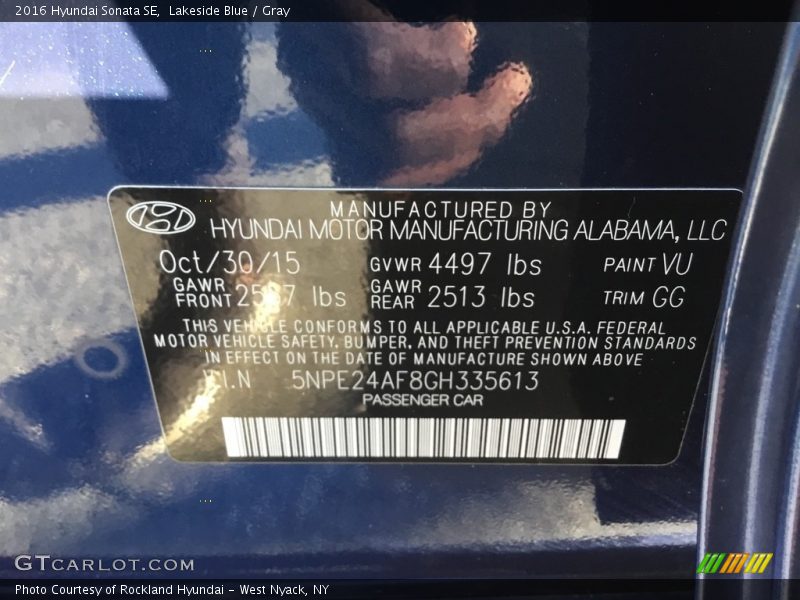 2016 Hyundai Sonata SE, Lakeside Blue / Gray
MANUFACTURED BY
HYUNDAI MOTOR MANUFACTURING ALABAMA, LLC
Oct/30/15 GVWR 4497 lbs PAINT VU
GAWR FRONT lbs GAWR REAR 2513 lbs TRIM GG
THIS VEHICLE CONFORMS TO ALL APPLICABLE U.S.A. FEDERAL
MOTOR VEHICLE SAFETY, BUMPER, AND THEFT PREVENTION STANDARDS
IN EFFECT ON THE DATE OF MANUFACTURE SHOWN ABOVE
V.I.N 5NPE24AF8GH335613
PASSENGER CAR
GTCARLOT.COM
Photo Courtesy of Rockland Hyundai - West Nyack, NY